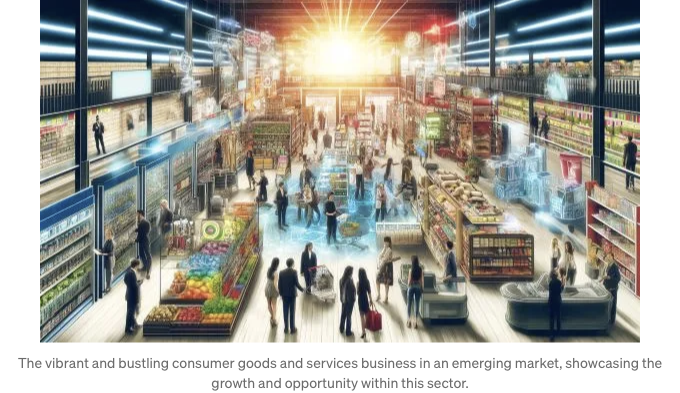 The vibrant and bustling consumer goods and services business in an emerging market, showcasing the
growth and opportunity within this sector.